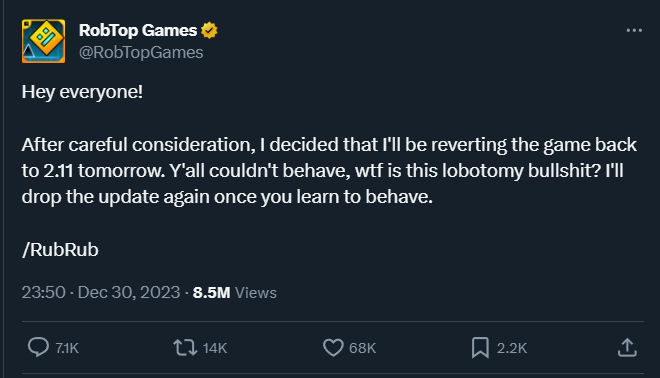 RobTop Games
@RobTopGames
Hey everyone!
After careful consideration, I decided that I'll be reverting the game back
to 2.11 tomorrow. Y'all couldn't behave, wtf is this lobotomy bullshit? I'll
drop the update again once you learn to behave.
/RubRub
23:50 · Dec 30, 2023 · 8.5M Views
7.1K 14K 68K 2.2K